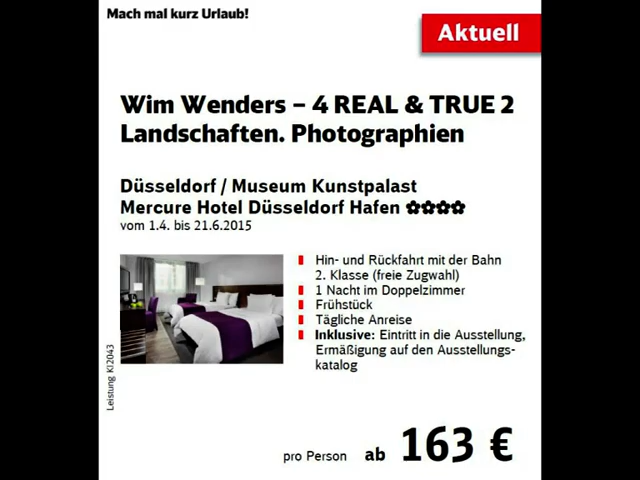 Mach mal kurz Urlaub!
Aktuell
Wim Wenders – 4 REAL & TRUE 2
Landschaften. Photographien
Düsseldorf / Museum Kunstpalast
Mercure Hotel Düsseldorf Hafen ✿✿✿✿
vom 1.4. bis 21.6.2015
Hin- und Rückfahrt mit der Bahn
2. Klasse (freie Zugwahl)
1 Nacht im Doppelzimmer
Frühstück
Tägliche Anreise
Inklusive: Eintritt in die Ausstellung,
Ermäßigung auf den Ausstellungs-
katalog
Leistung KI2043
pro Person ab 163 €